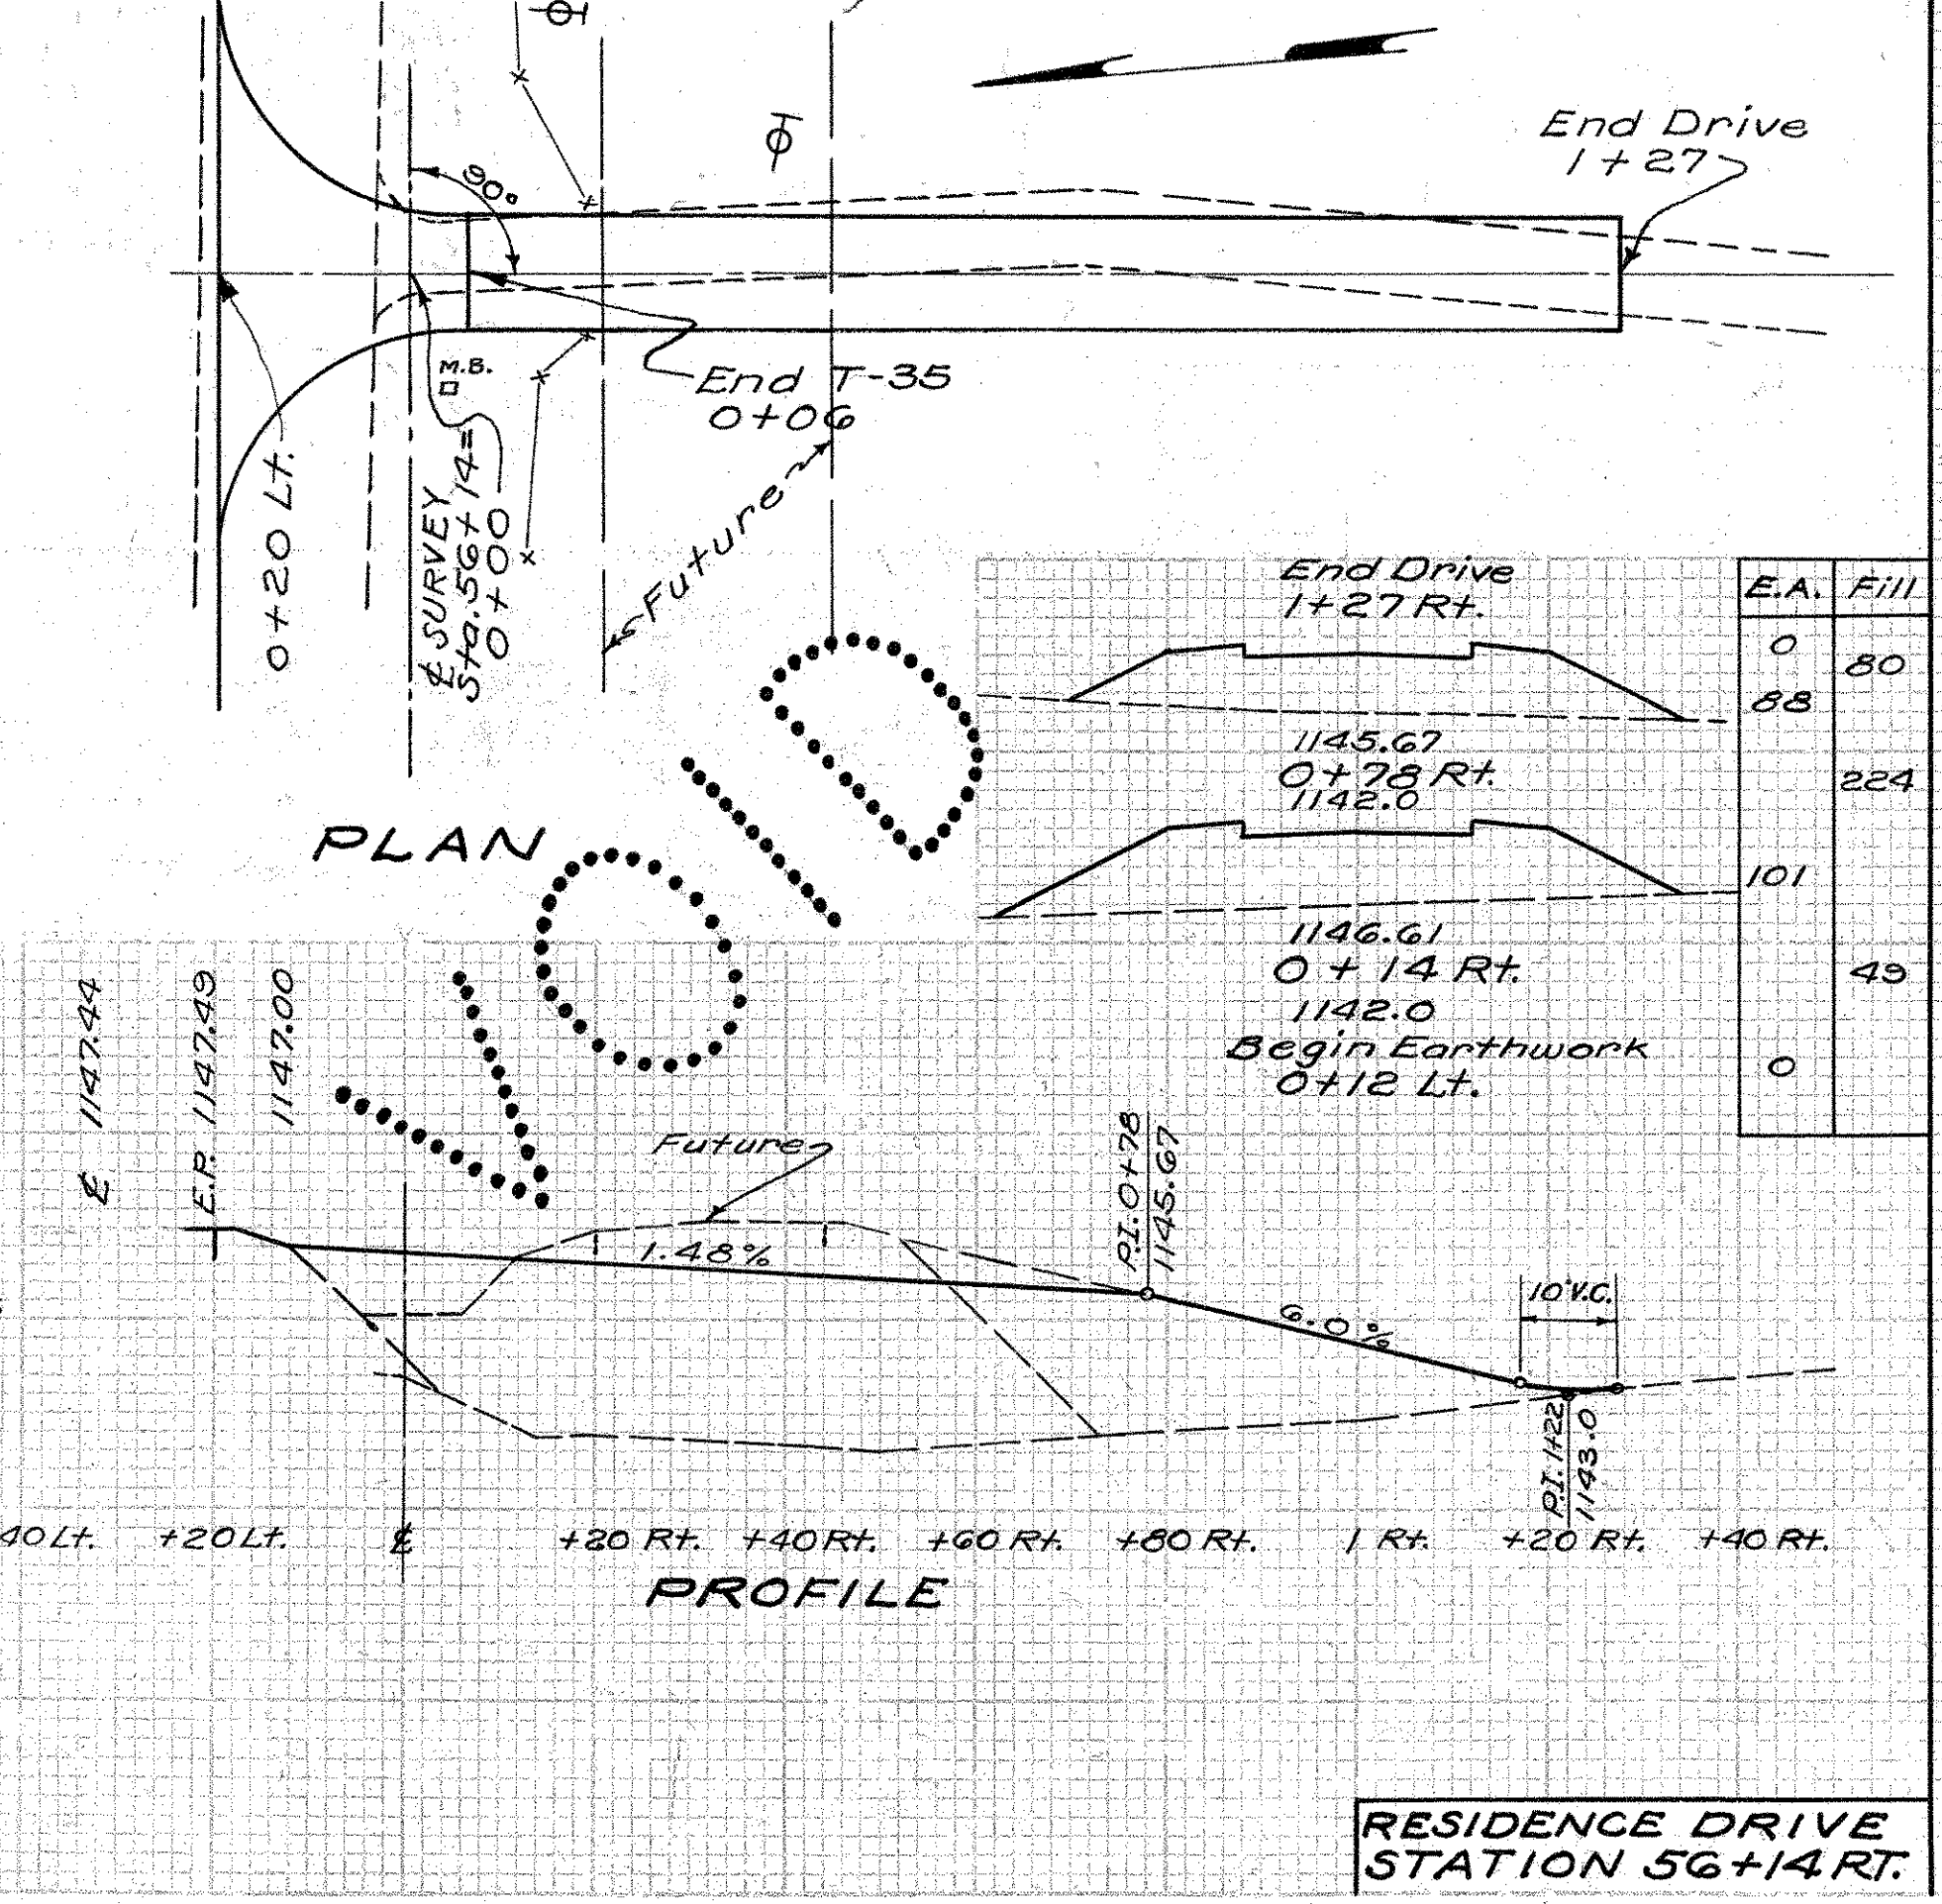 End Drive
1+27
90°
M.B.
End T-35
0+06
0+20 Lt.
℄ SURVEY
Sta. 56+14=
0+00
Future
PLAN
VOID
End Drive
1+27 Rt.
1145.67
0+78 Rt.
1142.0
1146.61
0+14 Rt.
1142.0
Begin Earthwork
0+12 Lt.
E.A. Fill
0
80
88
224
101
49
0
℄ 1147.44
E.P. 1147.49
1147.00
Future
1.48%
P.I. 0+78
1145.67
6.0%
10' V.C.
P.I. 1+22
1143.0
40 Lt. +20 Lt. ℄ +20 Rt. +40 Rt. +60 Rt. +80 Rt. 1 Rt. +20 Rt. +40 Rt.
PROFILE
RESIDENCE DRIVE
STATION 56+14 RT.